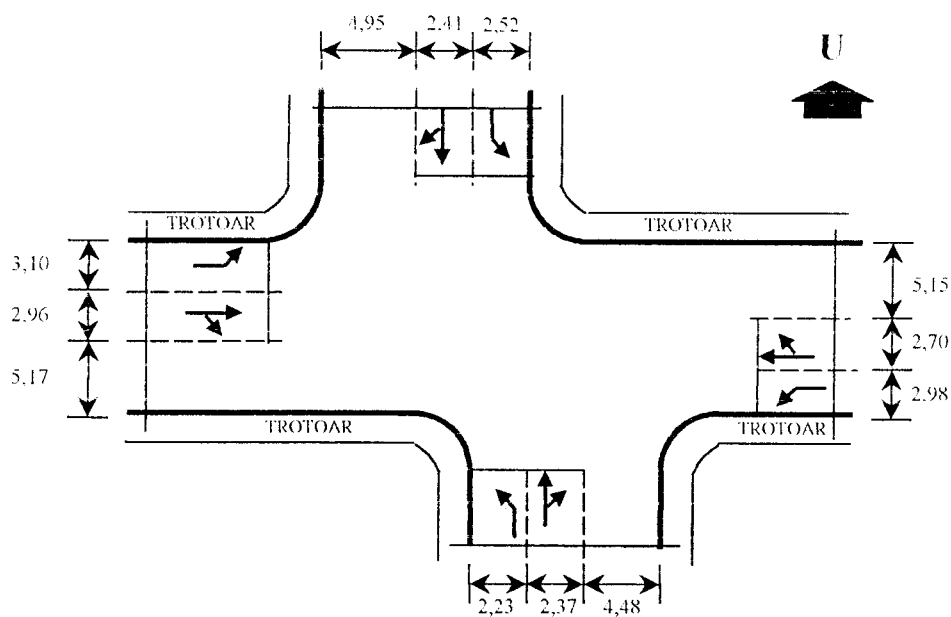 4,95 2,41 2,52
U
TROTOAR TROTOAR
3,10
2,96
5,17
5,15
2,70
2,98
TROTOAR TROTOAR
2,23 2,37 4,48